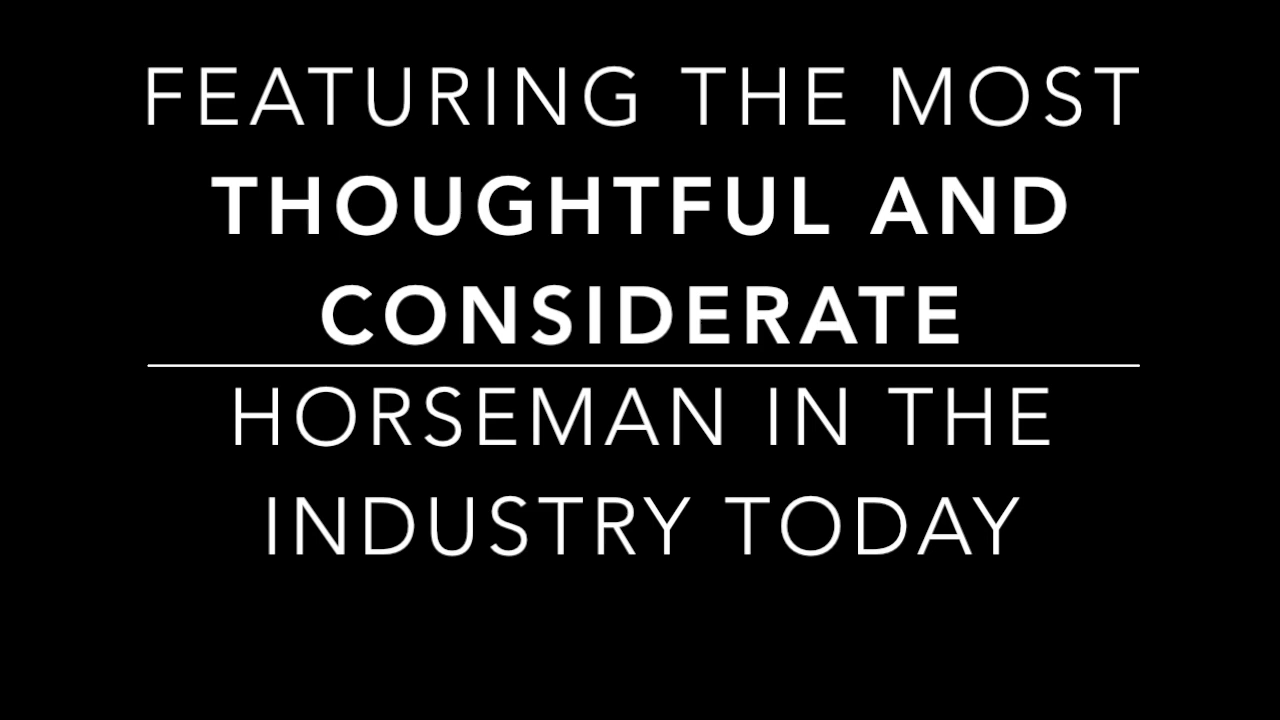 FEATURING THE MOST
THOUGHTFUL AND
CONSIDERATE
HORSEMAN IN THE
INDUSTRY TODAY